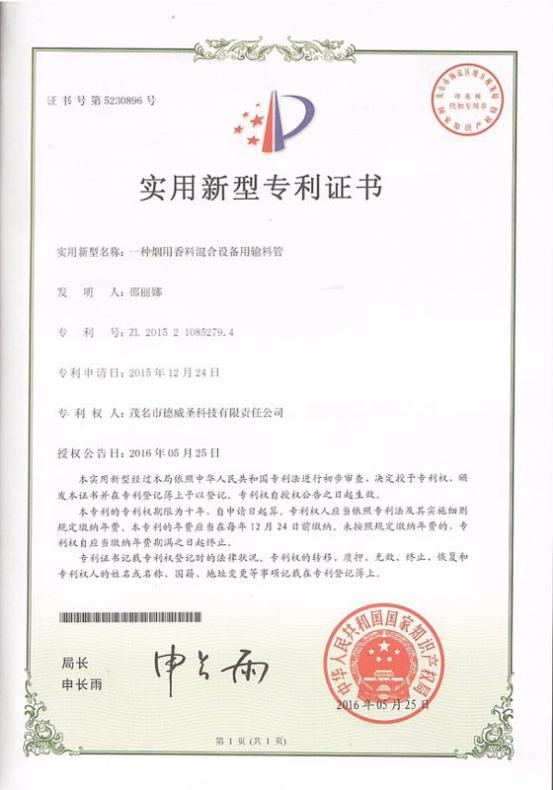 证书号第5230896号
印花税
代扣专用章
实用新型专利证书
实用新型名称：一种烟用香料混合设备用输料管
发明人：邵丽娜
专利号：ZL 2015 2 1085279.4
专利申请日：2015年12月24日
专利权人：茂名市德威圣科技有限责任公司
授权公告日：2016年05月25日
本实用新型经过本局依照中华人民共和国专利法进行初步审查，决定授予专利权，颁
发本证书并在专利登记簿上予以登记。专利权自授权公告之日起生效。
本专利的专利权期限为十年，自申请日起算。专利权人应当依照专利法及其实施细则
规定缴纳年费。本专利的年费应当在每年12月24日前缴纳。未按照规定缴纳年费的，专
利权自应当缴纳年费期满之日起终止。
专利证书记载专利权登记时的法律状况。专利权的转移、质押、无效、终止、恢复和
专利权人的姓名或名称、国籍、地址变更等事项记载在专利登记簿上。
局长
申长雨
申长雨
中华人民共和国国家知识产权局
2016年05月25日
第1页(共1页)